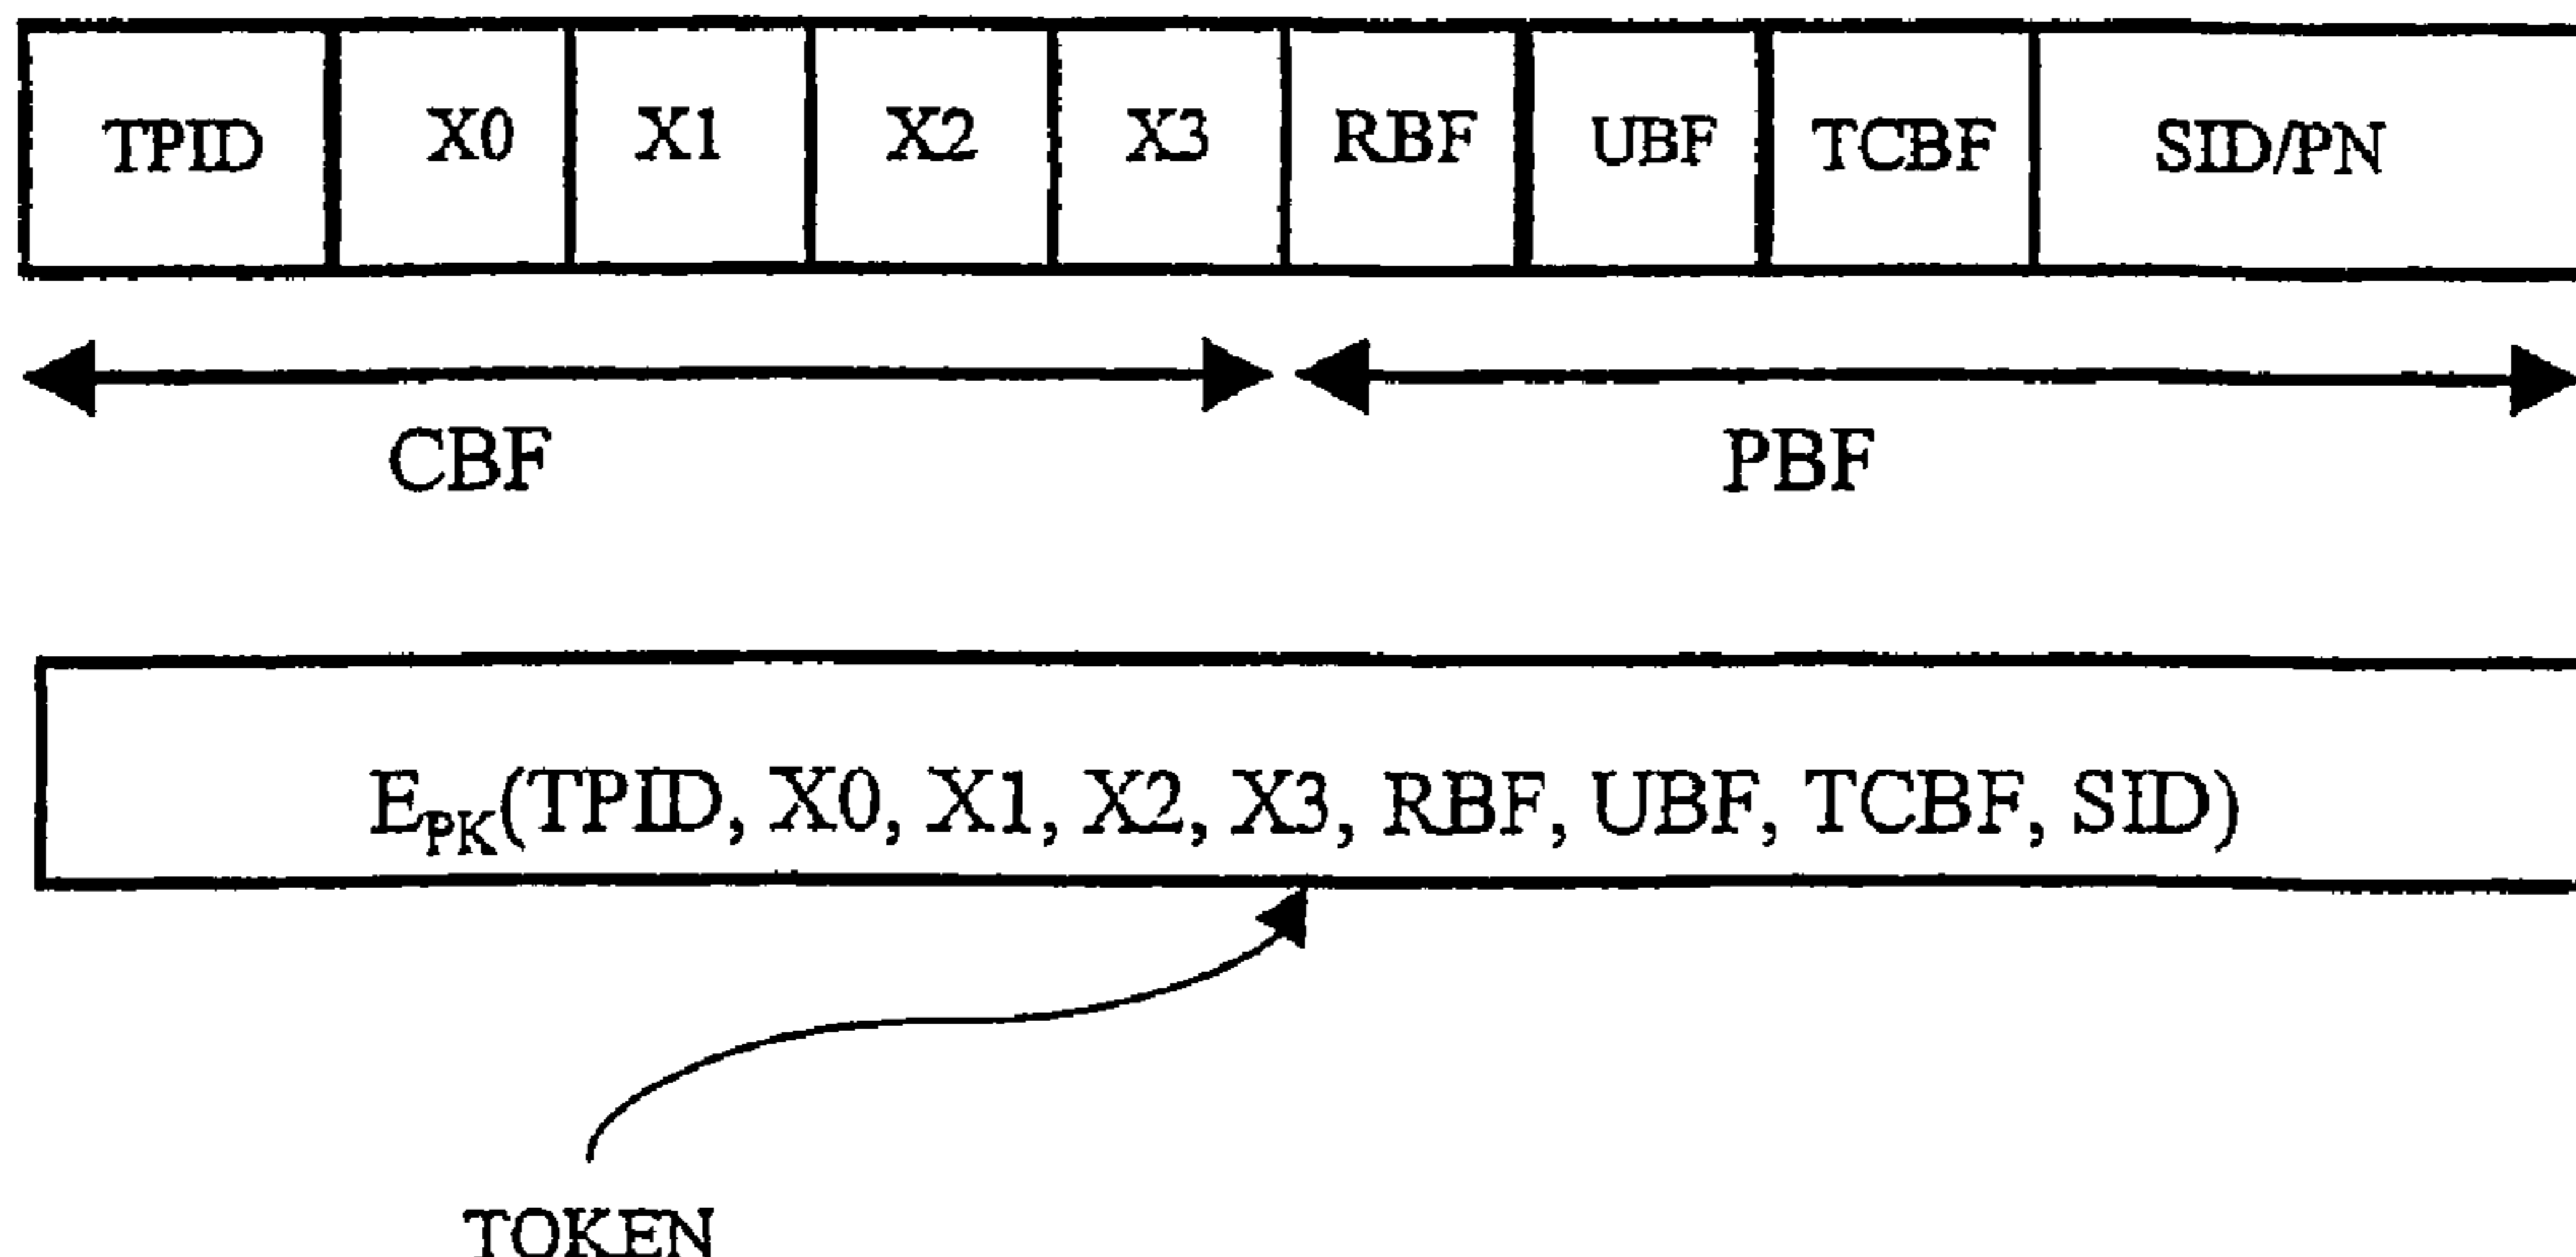 TPID X0 X1 X2 X3 RBF UBF TCBF SID/PN
CBF PBF
E_PK(TPID, X0, X1, X2, X3, RBF, UBF, TCBF, SID)
TOKEN